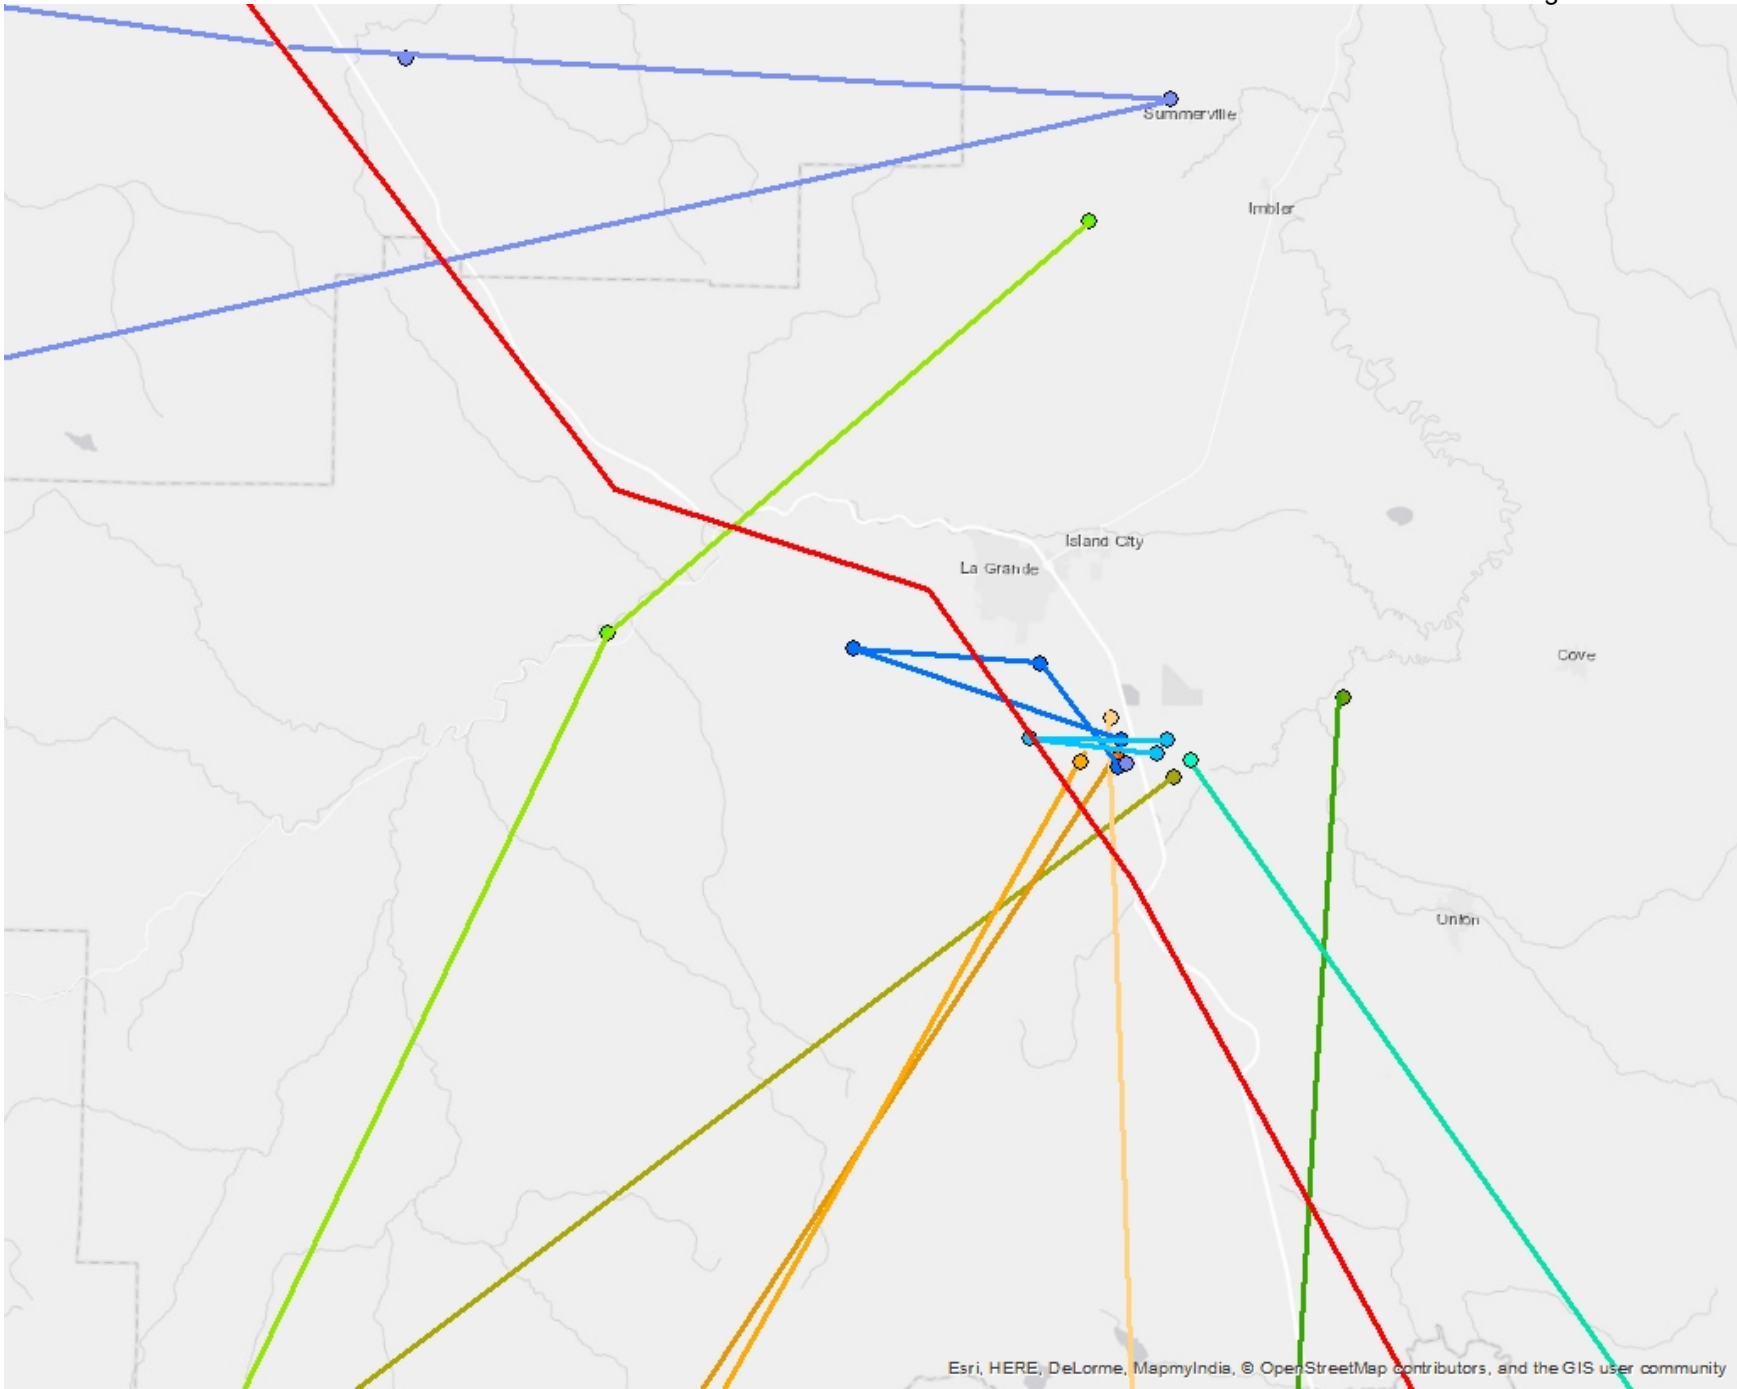 Summerville
Imbler
Island City
La Grande
Cove
Union
Esri, HERE, DeLorme, MapmyIndia, © OpenStreetMap contributors, and the GIS user community